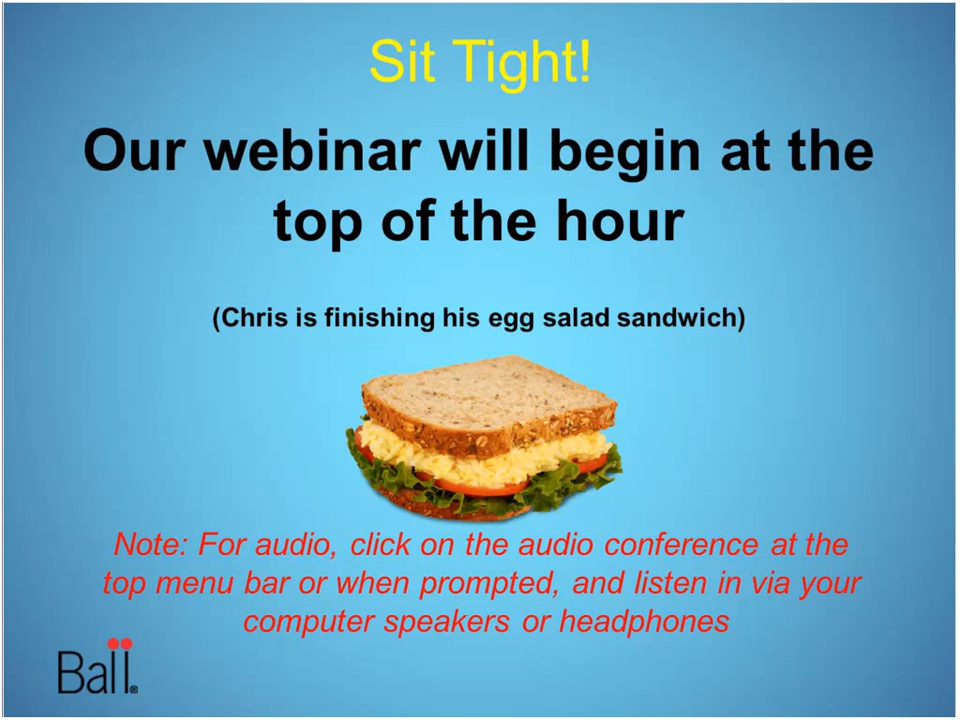 Sit Tight!
Our webinar will begin at the
top of the hour
(Chris is finishing his egg salad sandwich)
Note: For audio, click on the audio conference at the
top menu bar or when prompted, and listen in via your
computer speakers or headphones
Ball®